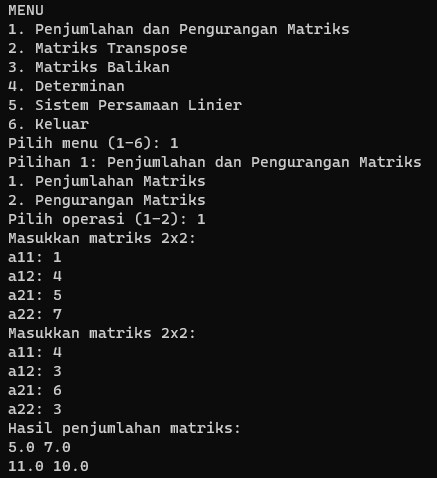 MENU
1. Penjumlahan dan Pengurangan Matriks
2. Matriks Transpose
3. Matriks Balikan
4. Determinan
5. Sistem Persamaan Linier
6. Keluar
Pilih menu (1-6): 1
Pilihan 1: Penjumlahan dan Pengurangan Matriks
1. Penjumlahan Matriks
2. Pengurangan Matriks
Pilih operasi (1-2): 1
Masukkan matriks 2x2:
a11: 1
a12: 4
a21: 5
a22: 7
Masukkan matriks 2x2:
a11: 4
a12: 3
a21: 6
a22: 3
Hasil penjumlahan matriks:
5.0 7.0
11.0 10.0